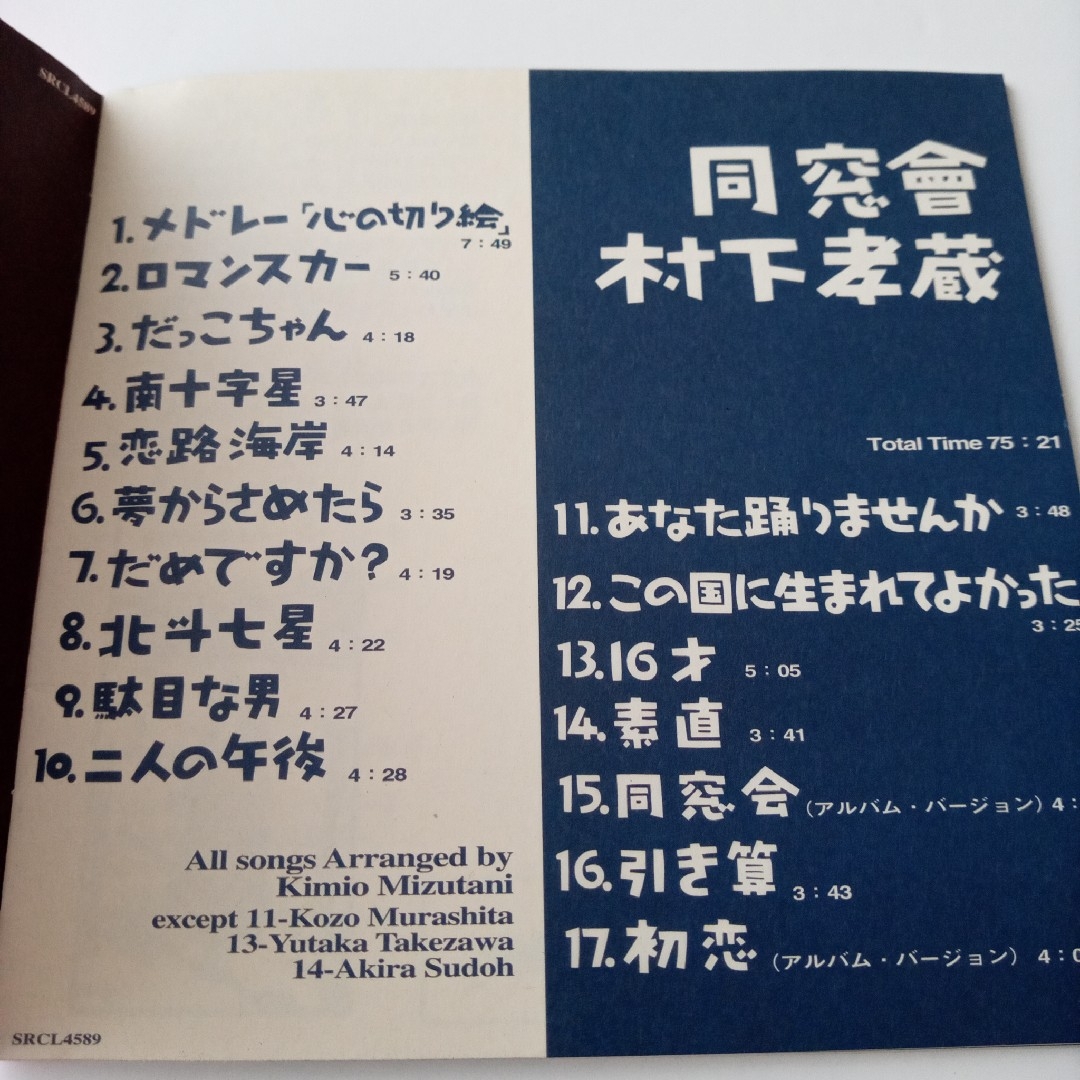 SRCL4589
1.メドレー「心の切り絵」
7:49
2.ロマンスカー 5:40
3.だっこちゃん 4:18
4.南十字星 3:47
5.恋路海岸 4:14
6.夢からさめたら 3:35
7.だめですか? 4:19
8.北斗七星 4:22
9.駄目な男 4:27
10.二人の午後 4:28
All songs Arranged by
Kimio Mizutani
except 11-Kozo Murashita
13-Yutaka Takezawa
14-Akira Sudoh
SRCL4589
同窓會
村下孝蔵
Total Time 75:21
11.あなた踊りませんか 3:48
12.この国に生まれてよかった
3:25
13.16才 5:05
14.素直 3:41
15.同窓会(アルバム・バージョン) 4:
16.引き算 3:43
17.初恋(アルバム・バージョン) 4:0